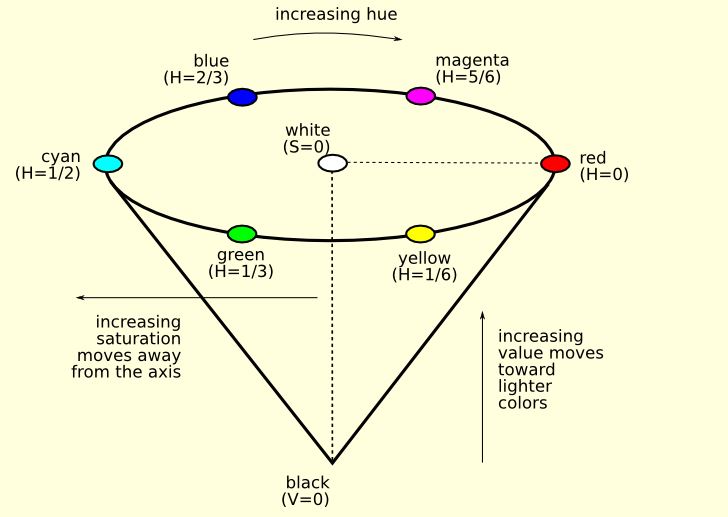 increasing hue
blue
(H=2/3)
magenta
(H=5/6)
white
(S=0)
cyan
(H=1/2)
red
(H=0)
green
(H=1/3)
yellow
(H=1/6)
increasing
saturation
moves away
from the axis
increasing
value moves
toward
lighter
colors
black
(V=0)